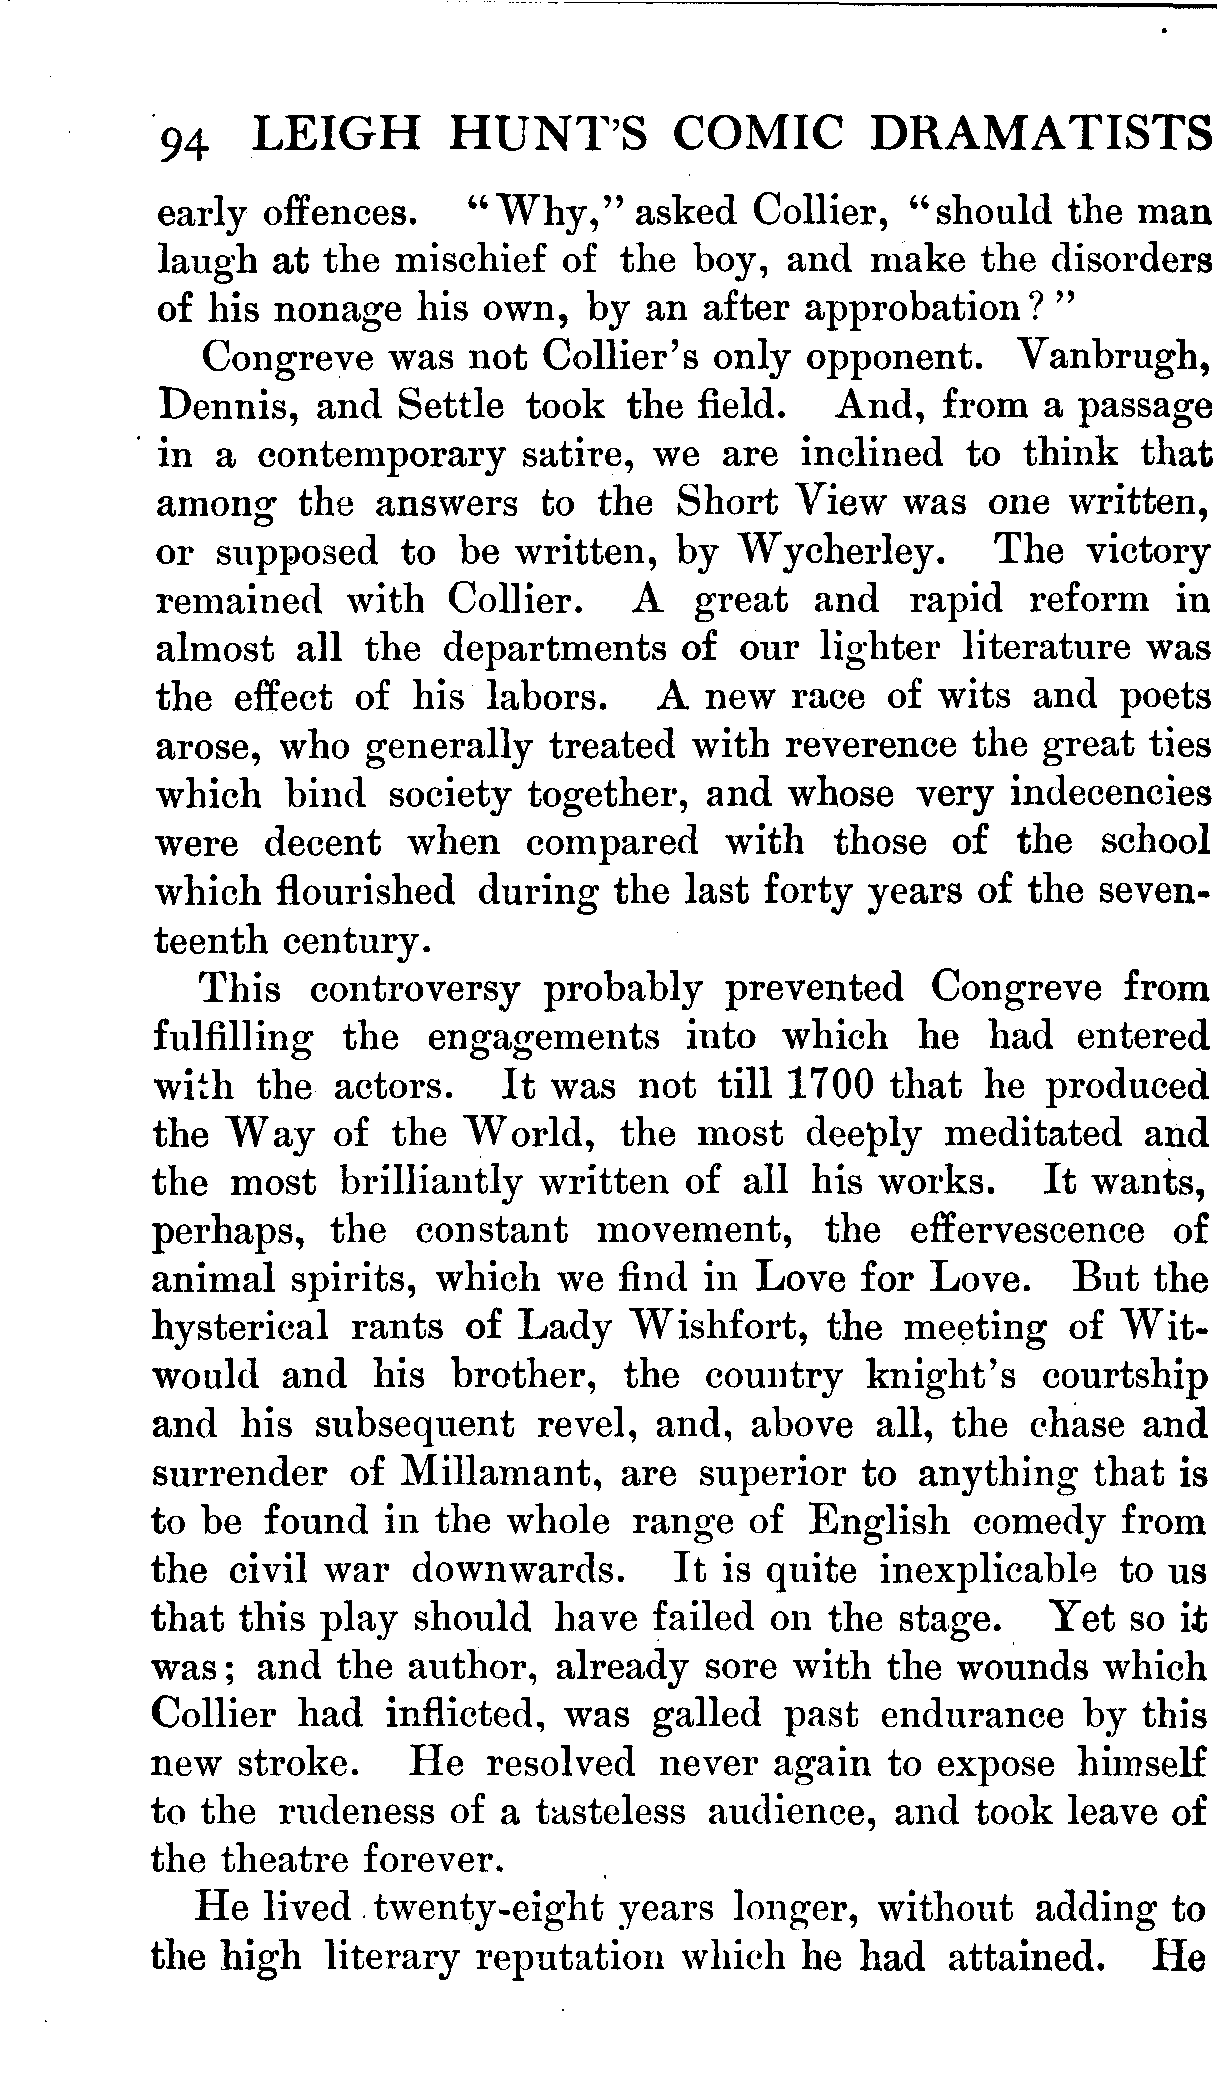 94 LEIGH HUNT'S COMIC DRAMATISTS
early offences. "Why," asked Collier, "should the man
laugh at the mischief of the boy, and make the disorders
of his nonage his own, by an after approbation?"
Congreve was not Collier's only opponent. Vanbrugh,
Dennis, and Settle took the field. And, from a passage
in a contemporary satire, we are inclined to think that
among the answers to the Short View was one written,
or supposed to be written, by Wycherley. The victory
remained with Collier. A great and rapid reform in
almost all the departments of our lighter literature was
the effect of his labors. A new race of wits and poets
arose, who generally treated with reverence the great ties
which bind society together, and whose very indecencies
were decent when compared with those of the school
which flourished during the last forty years of the seven-
teenth century.
This controversy probably prevented Congreve from
fulfilling the engagements into which he had entered
with the actors. It was not till 1700 that he produced
the Way of the World, the most deeply meditated and
the most brilliantly written of all his works. It wants,
perhaps, the constant movement, the effervescence of
animal spirits, which we find in Love for Love. But the
hysterical rants of Lady Wishfort, the meeting of Wit-
would and his brother, the country knight's courtship
and his subsequent revel, and, above all, the chase and
surrender of Millamant, are superior to anything that is
to be found in the whole range of English comedy from
the civil war downwards. It is quite inexplicable to us
that this play should have failed on the stage. Yet so it
was; and the author, already sore with the wounds which
Collier had inflicted, was galled past endurance by this
new stroke. He resolved never again to expose himself
to the rudeness of a tasteless audience, and took leave of
the theatre forever.
He lived twenty-eight years longer, without adding to
the high literary reputation which he had attained. He